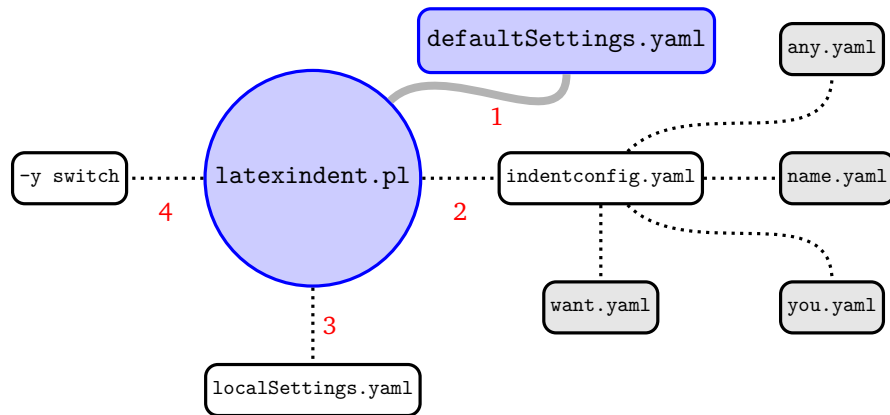 defaultSettings.yaml
any.yaml
1
-y switch
latexindent.pl
indentconfig.yaml
name.yaml
4
2
want.yaml
you.yaml
3
localSettings.yaml